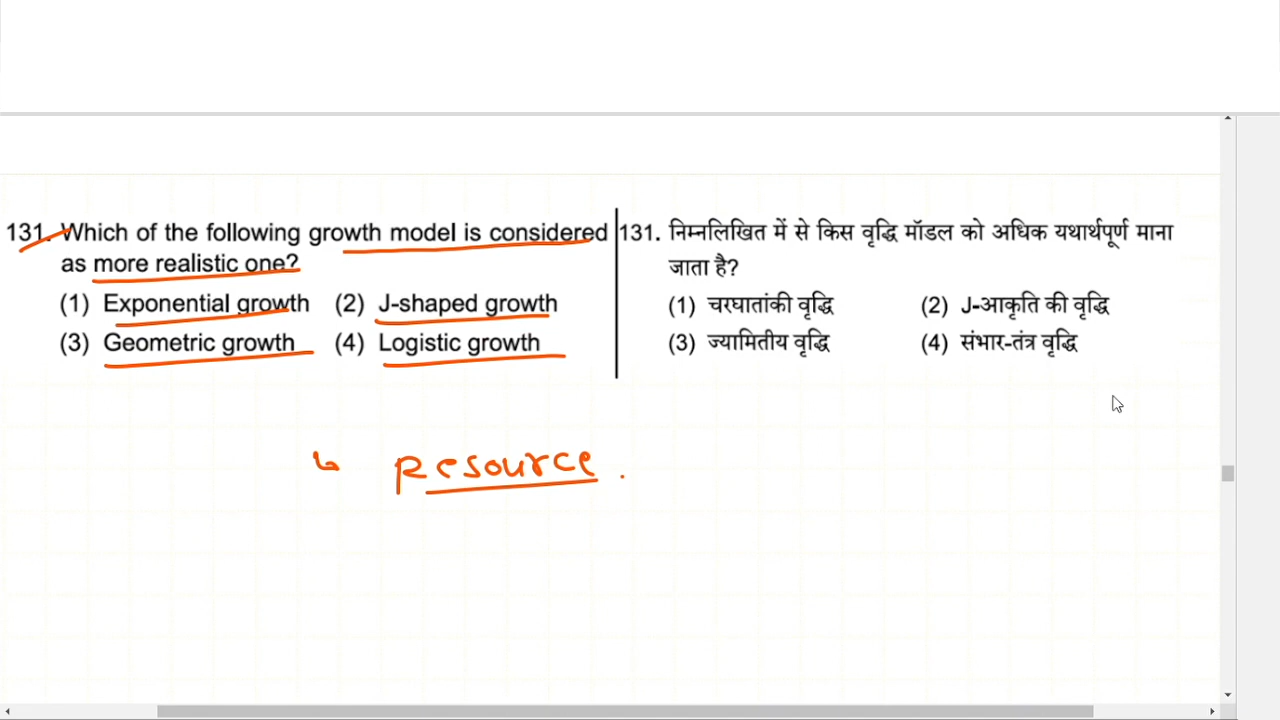 131. Which of the following growth model is considered
as more realistic one?
(1) Exponential growth (2) J-shaped growth
(3) Geometric growth (4) Logistic growth
131. निम्नलिखित में से किस वृद्धि मॉडल को अधिक यथार्थपूर्ण माना
जाता है?
(1) चरघातांकी वृद्धि (2) J-आकृति की वृद्धि
(3) ज्यामितीय वृद्धि (4) संभार-तंत्र वृद्धि
↳ Resource.